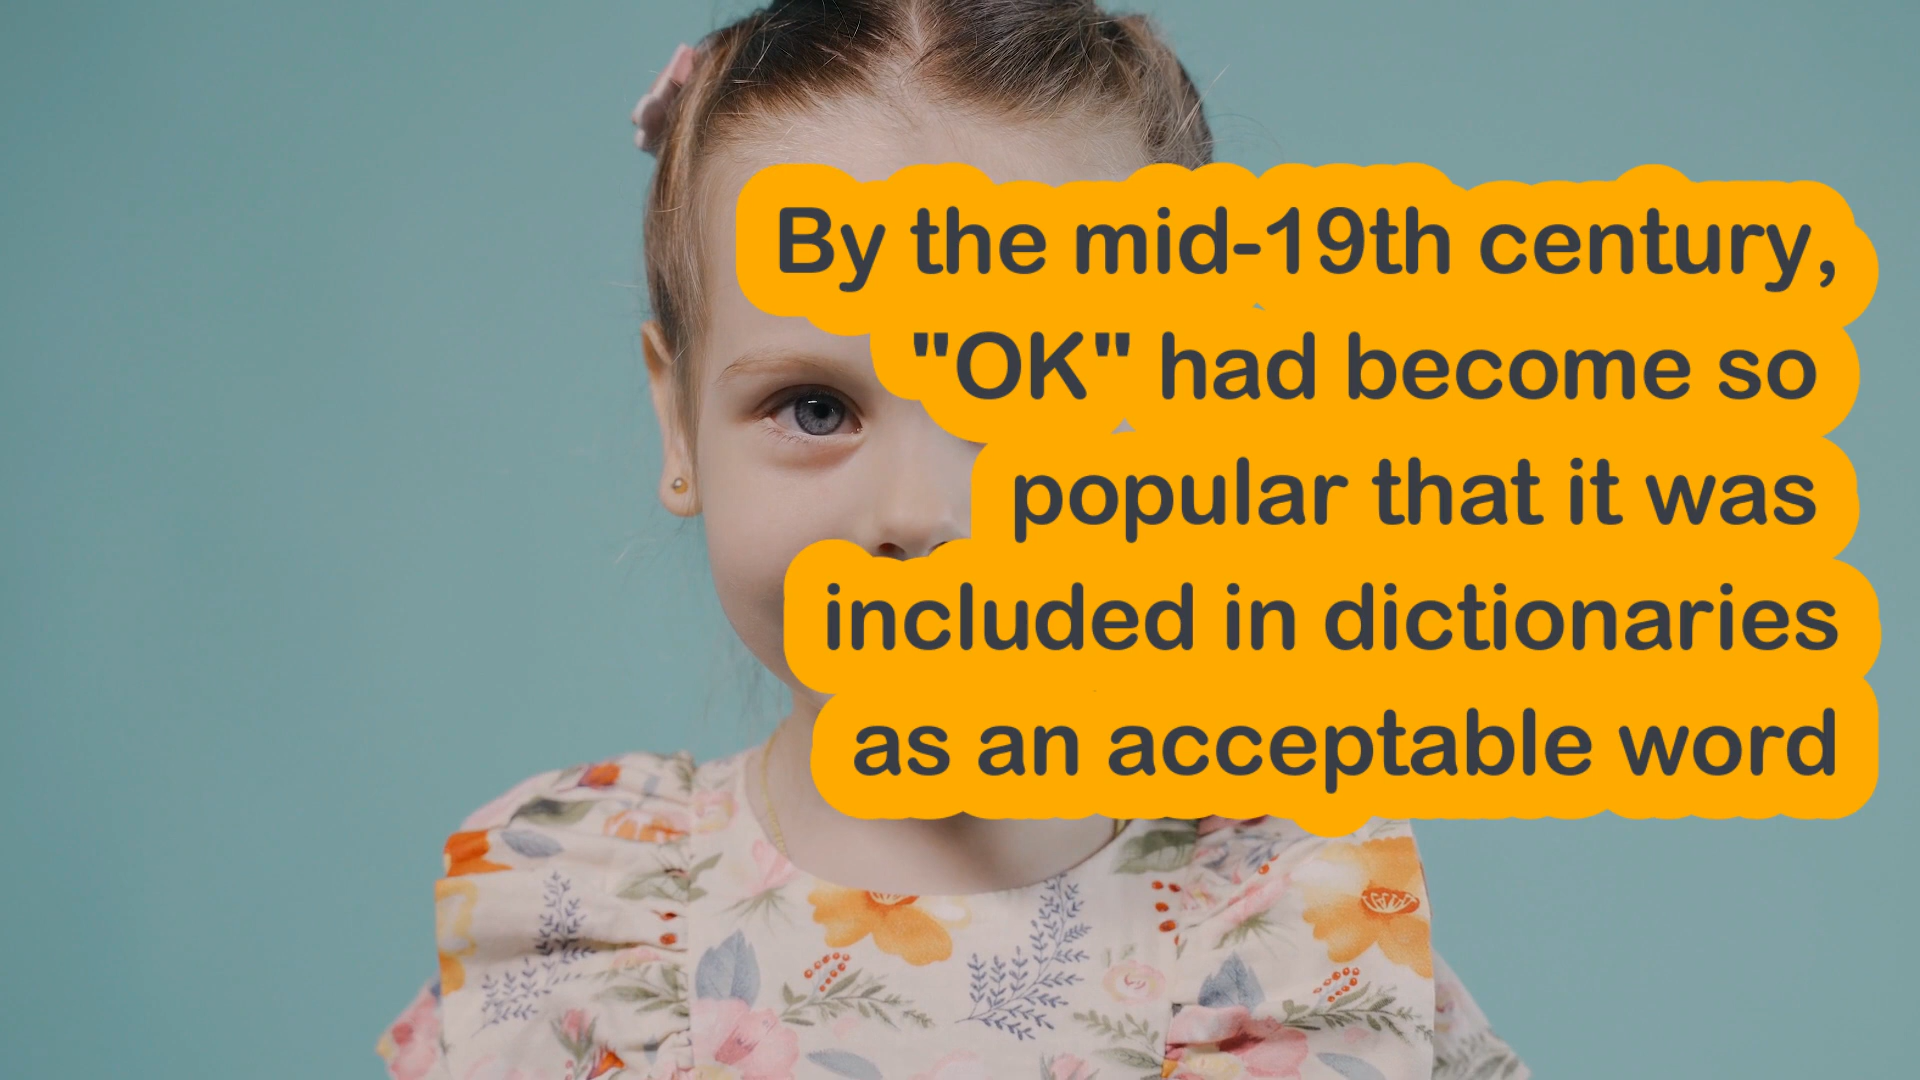 By the mid-19th century,
"OK" had become so
popular that it was
included in dictionaries
as an acceptable word